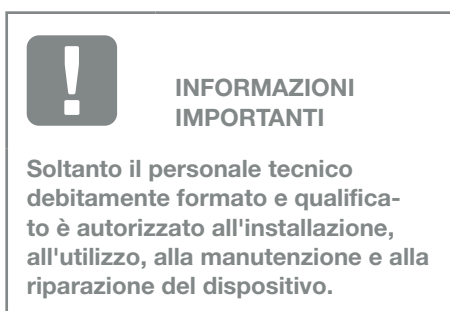 INFORMAZIONI
IMPORTANTI
Soltanto il personale tecnico
debitamente formato e qualifica-
to è autorizzato all'installazione,
all'utilizzo, alla manutenzione e alla
riparazione del dispositivo.